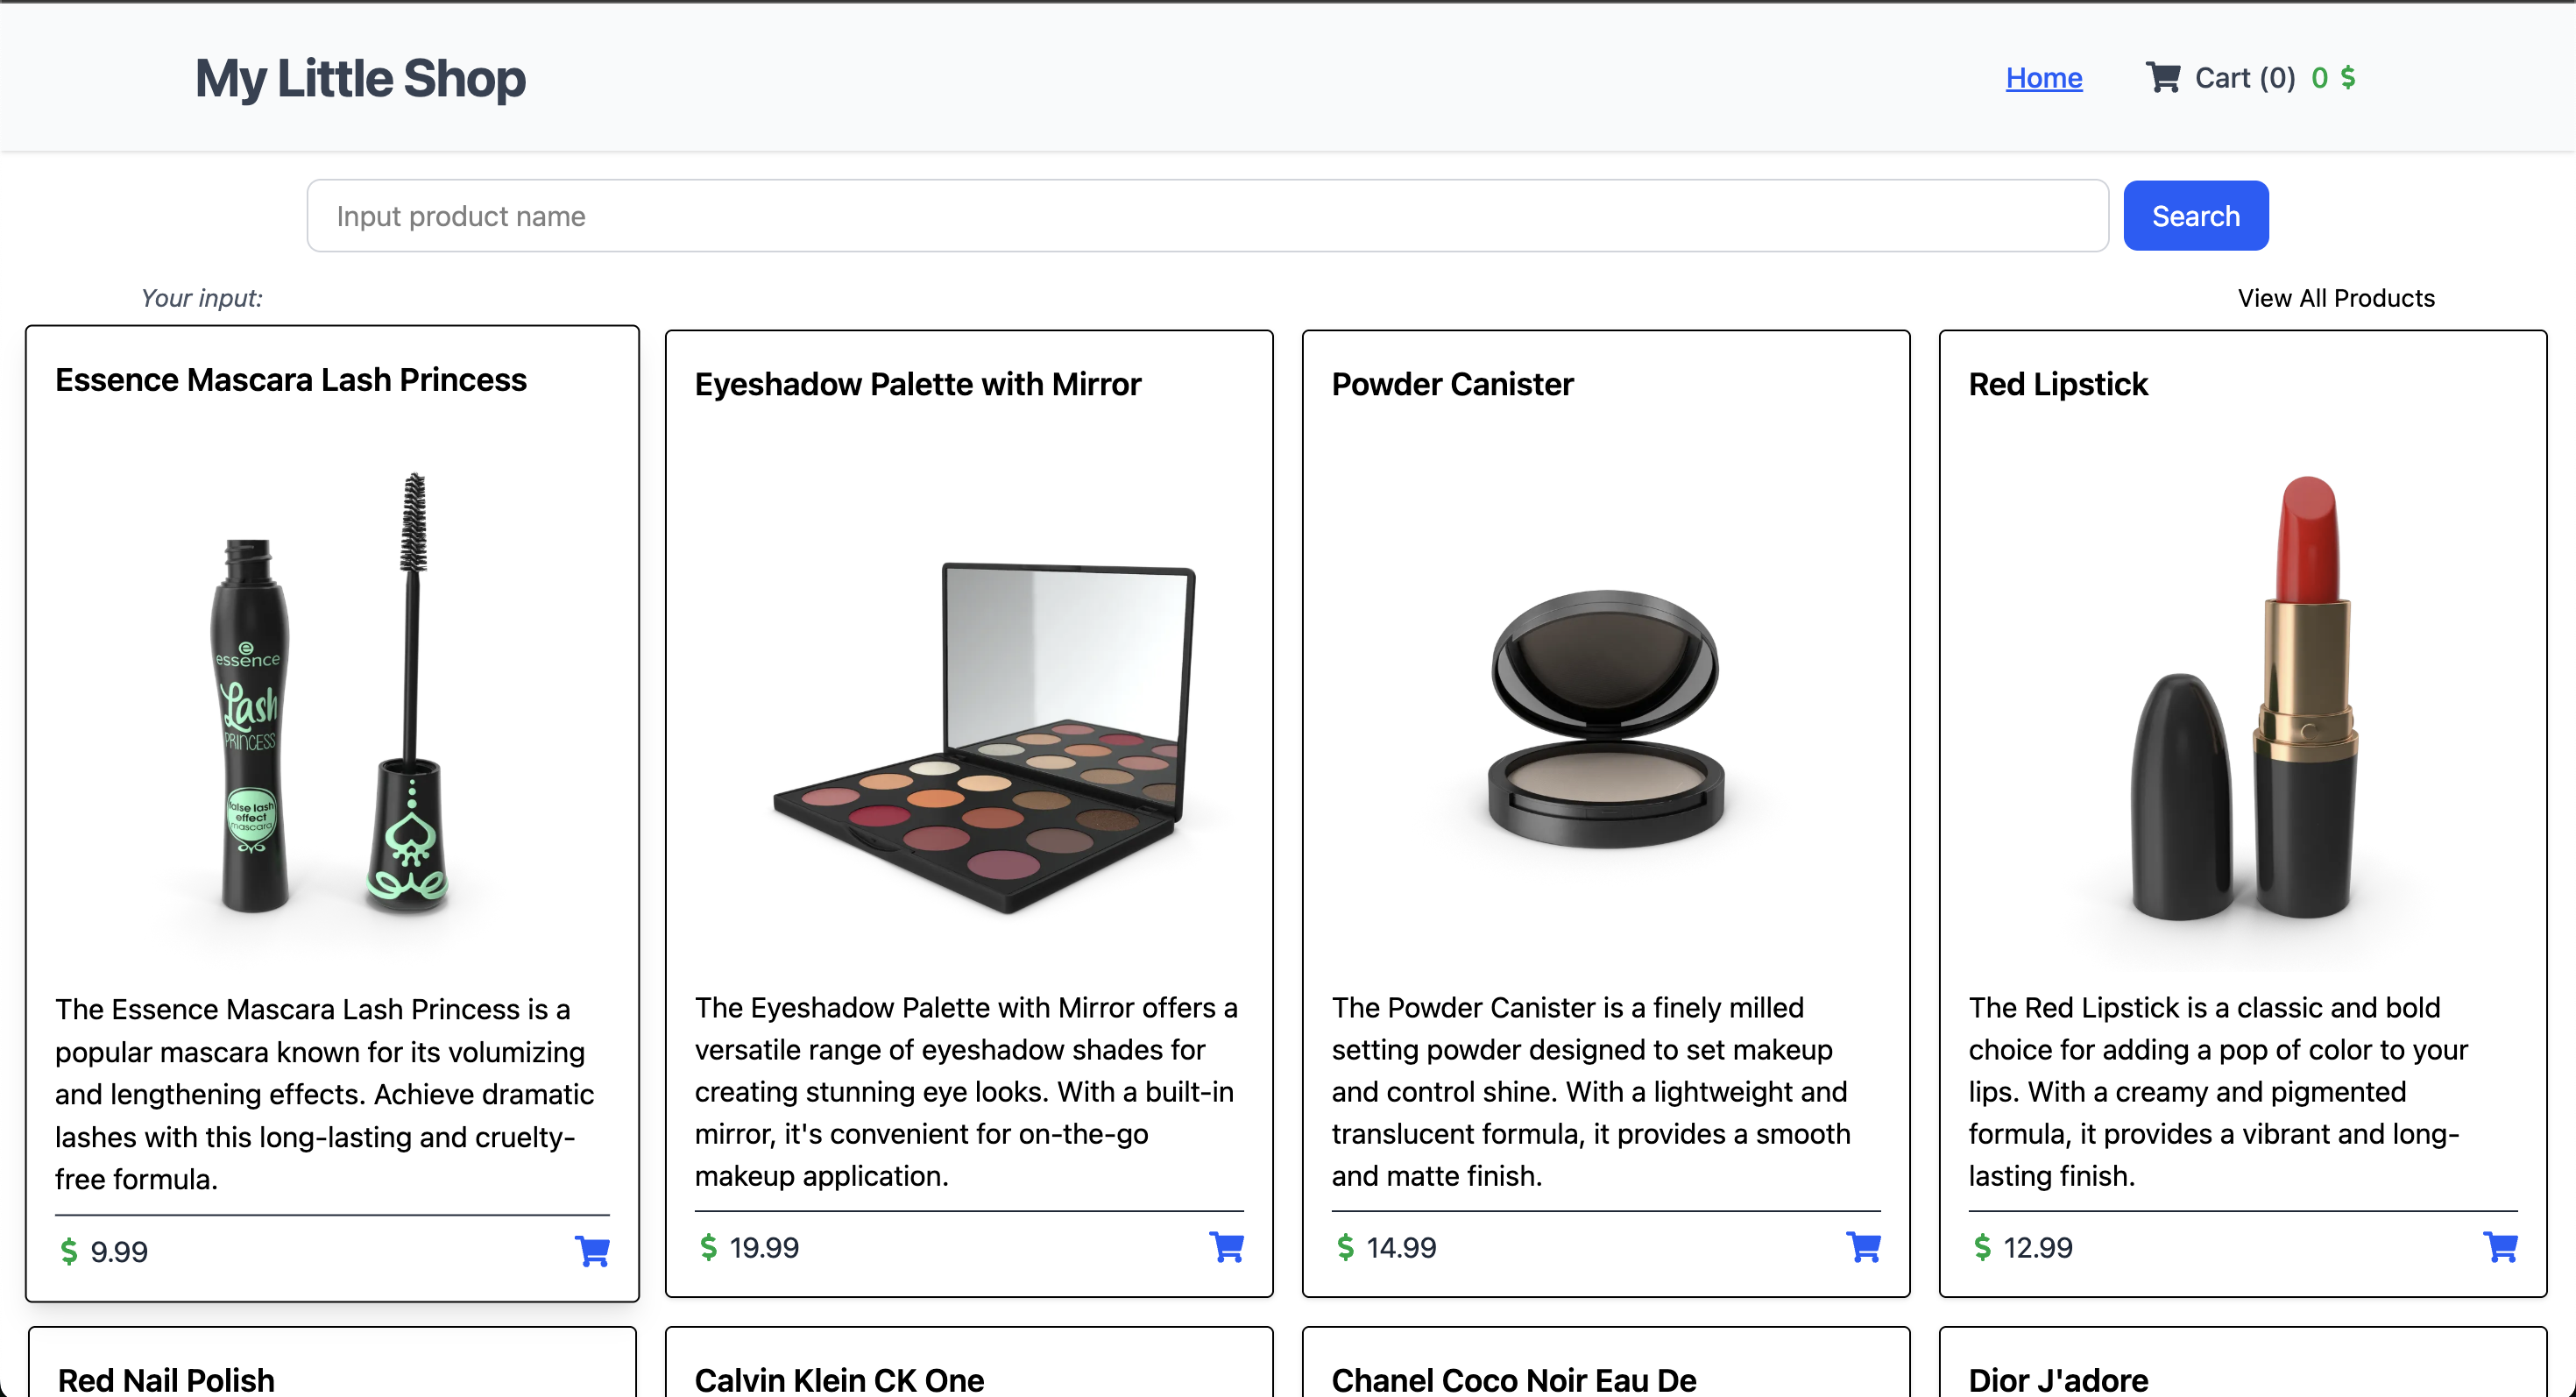 My Little Shop
Home
Cart (0) 0 $
Input product name
Search
Your input:
View All Products
Essence Mascara Lash Princess
essence
Lash
PRINCESS
false lash
effect
mascara
The Essence Mascara Lash Princess is a
popular mascara known for its volumizing
and lengthening effects. Achieve dramatic
lashes with this long-lasting and cruelty-
free formula.
$ 9.99
Eyeshadow Palette with Mirror
The Eyeshadow Palette with Mirror offers a
versatile range of eyeshadow shades for
creating stunning eye looks. With a built-in
mirror, it's convenient for on-the-go
makeup application.
$ 19.99
Powder Canister
The Powder Canister is a finely milled
setting powder designed to set makeup
and control shine. With a lightweight and
translucent formula, it provides a smooth
and matte finish.
$ 14.99
Red Lipstick
The Red Lipstick is a classic and bold
choice for adding a pop of color to your
lips. With a creamy and pigmented
formula, it provides a vibrant and long-
lasting finish.
$ 12.99
Red Nail Polish
Calvin Klein CK One
Chanel Coco Noir Eau De
Dior J'adore